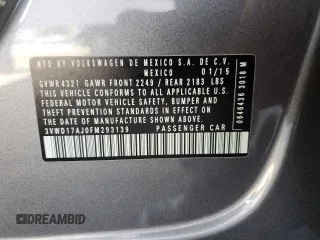 MFD BY VOLKSWAGEN DE MEXICO S.A. DE C.V.
MEXICO 01/15
GVWR 4321 GAWR FRONT 2249 / REAR 2183 LBS
THIS VEHICLE CONFORMS TO ALL APPLICABLE
FEDERAL MOTOR VEHICLE SAFETY, BUMPER,
AND THEFT PREVENTION STANDARDS IN EFFECT
ON THE DATE OF MANUFACTURE SHOWN ABOVE.
3VWD17AJ0FM293139 PASSENGER CAR
0646436 3018 M
© DREAMBID